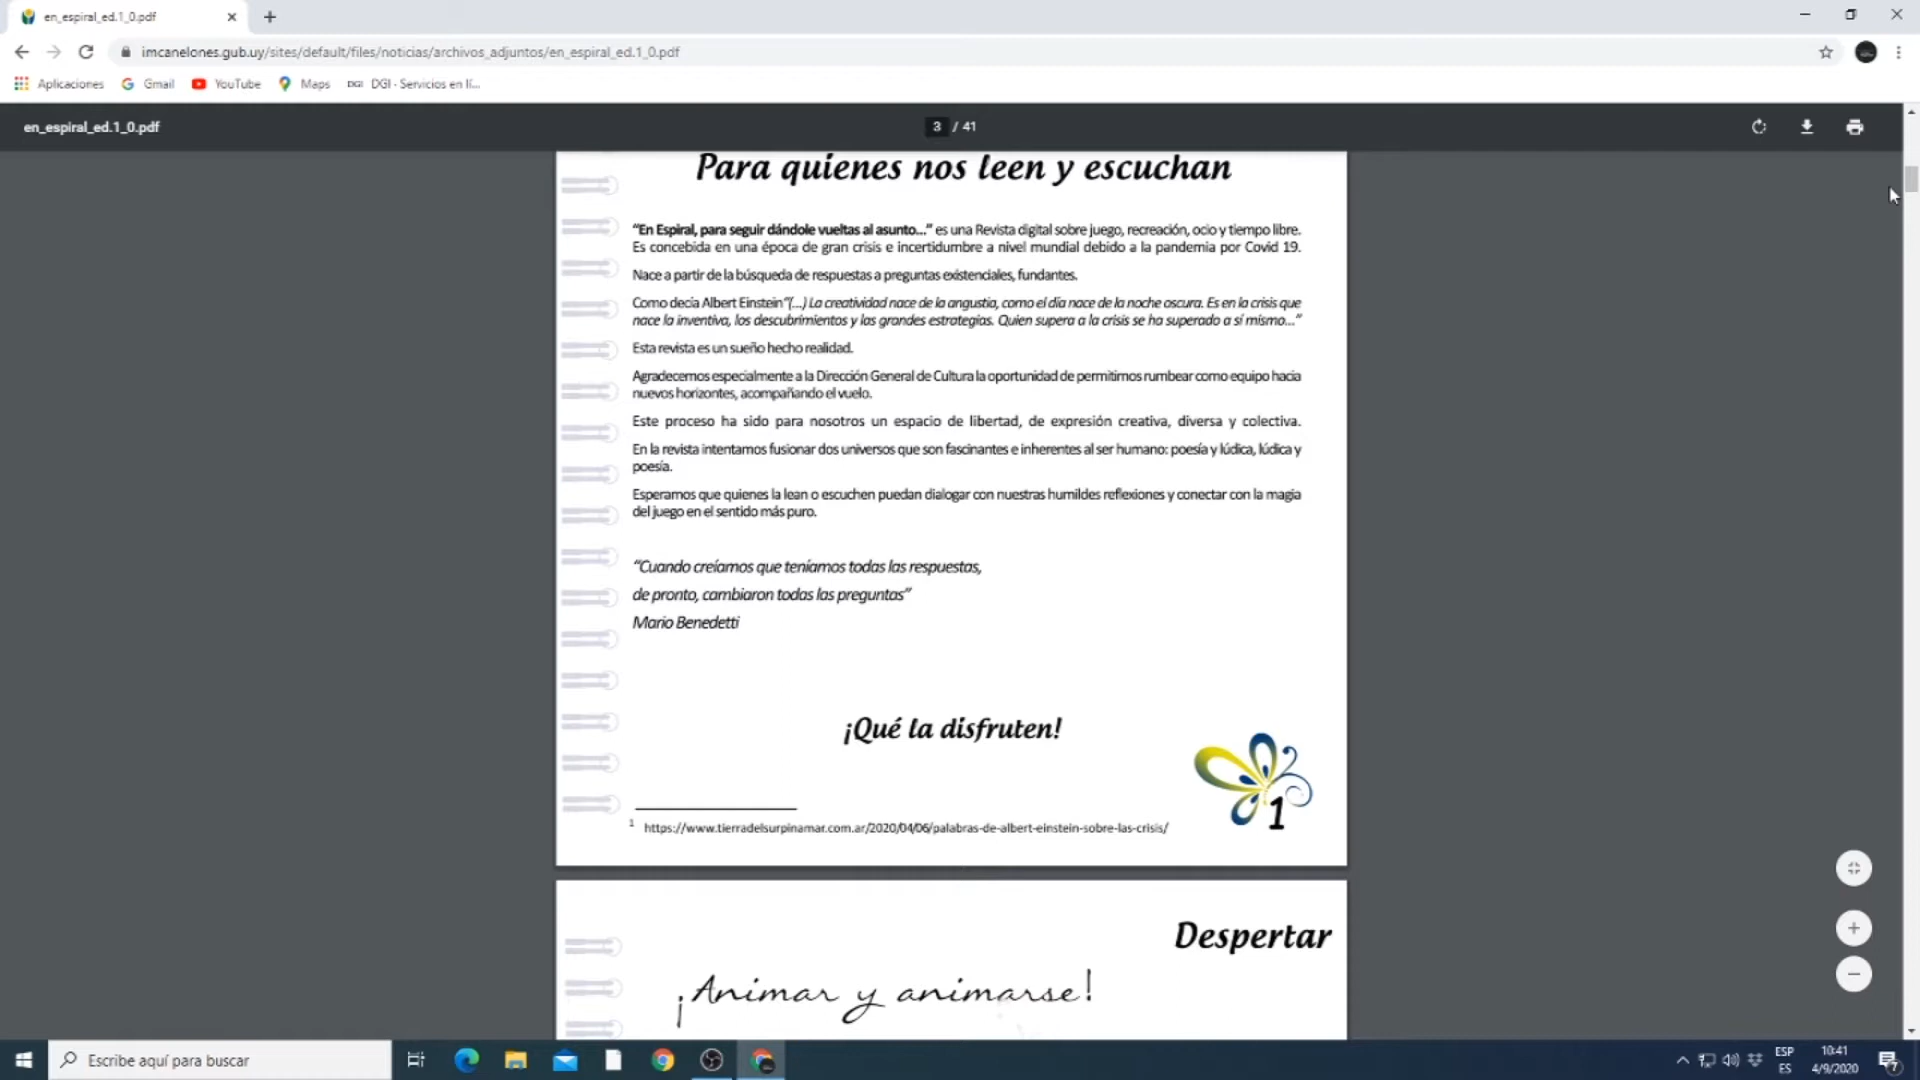 en_espiral_ed.1_0.pdf
imcanelones.gub.uy/sites/default/files/noticias/archivos_adjuntos/en_espiral_ed.1_0.pdf
Aplicaciones Gmail YouTube Maps DGI DGI - Servicios en lí...
en_espiral_ed.1_0.pdf 3 / 41
Para quienes nos leen y escuchan
“En Espiral, para seguir dándole vueltas al asunto...” es una Revista digital sobre juego, recreación, ocio y tiempo libre.
Es concebida en una época de gran crisis e incertidumbre a nivel mundial debido a la pandemia por Covid 19.
Nace a partir de la búsqueda de respuestas a preguntas existenciales, fundantes.
Como decía Albert Einstein“(...) La creatividad nace de la angustia, como el día nace de la noche oscura. Es en la crisis que
nace la inventiva, los descubrimientos y las grandes estrategias. Quien supera a la crisis se ha superado a sí mismo...”
Esta revista es un sueño hecho realidad.
Agradecemos especialmente a la Dirección General de Cultura la oportunidad de permitirnos rumbear como equipo hacia
nuevos horizontes, acompañando el vuelo.
Este proceso ha sido para nosotros un espacio de libertad, de expresión creativa, diversa y colectiva.
En la revista intentamos fusionar dos universos que son fascinantes e inherentes al ser humano: poesía y lúdica, lúdica y
poesía.
Esperamos que quienes la lean o escuchen puedan dialogar con nuestras humildes reflexiones y conectar con la magia
del juego en el sentido más puro.
“Cuando creíamos que teníamos todas las respuestas,
de pronto, cambiaron todas las preguntas”
Mario Benedetti
¡Qué la disfruten!
1
1 https://www.tierradelsurpinamar.com.ar/2020/04/06/palabras-de-albert-einstein-sobre-las-crisis/
Despertar
¡Animar y animarse!
Escribe aquí para buscar
ESP
ES
10:41
4/9/2020
7